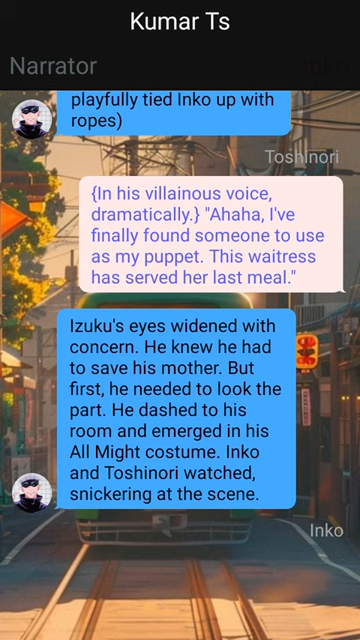 Kumar Ts
Narrator
Inko
playfully tied Inko up with
ropes)
Toshinori
{In his villainous voice,
dramatically.} "Ahaha, I've
finally found someone to use
as my puppet. This waitress
has served her last meal."
Izuku's eyes widened with
concern. He knew he had
to save his mother. But
first, he needed to look the
part. He dashed to his
room and emerged in his
All Might costume. Inko
and Toshinori watched,
snickering at the scene.
Inko